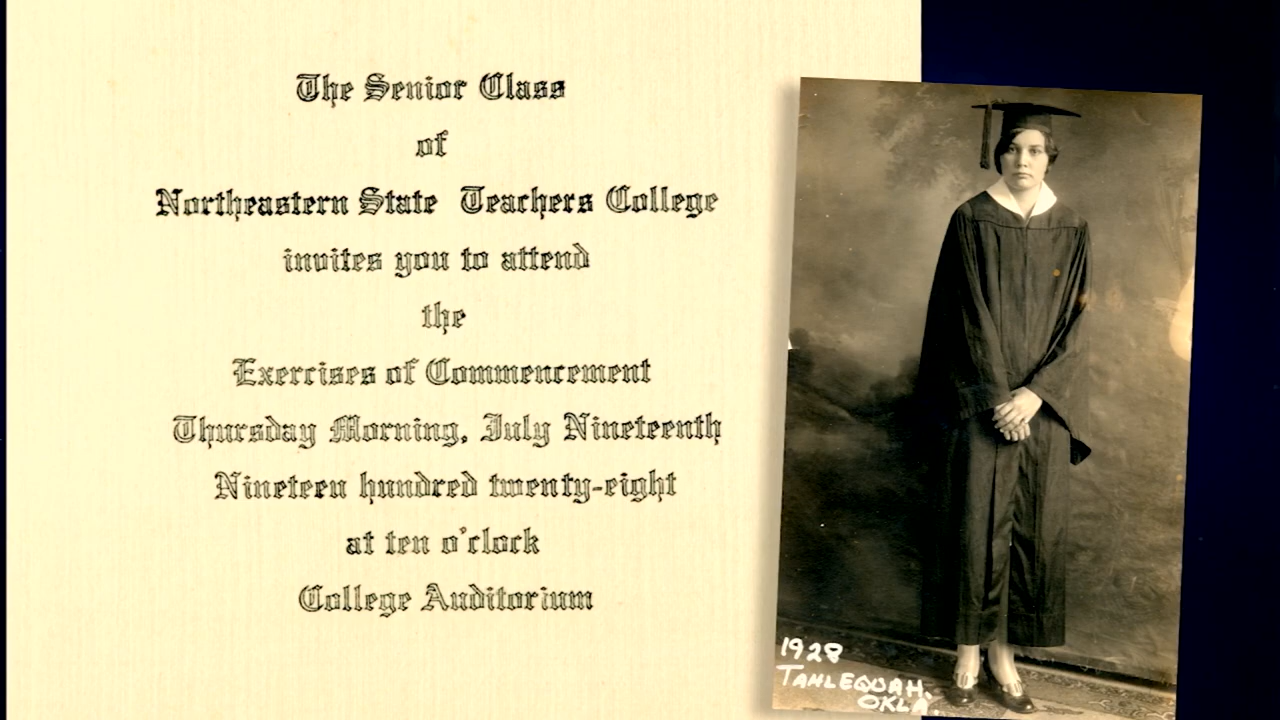 The Senior Class
of
Northeastern State Teachers College
invites you to attend
the
Exercises of Commencement
Thursday Morning, July Nineteenth
Nineteen hundred twenty-eight
at ten o'clock
College Auditorium
1928
TAHLEQUAH.
OKLA.